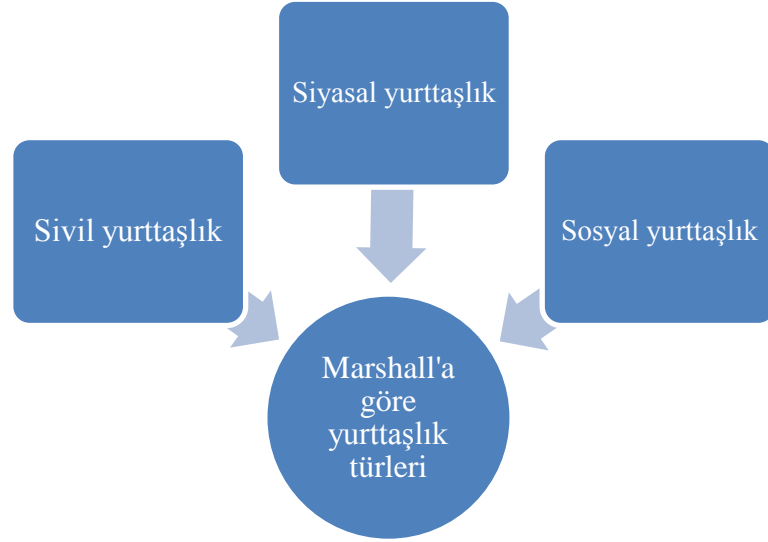 Siyasal yurttaşlık
Sivil yurttaşlık
Sosyal yurttaşlık
Marshall'a
göre
yurttaşlık
türleri